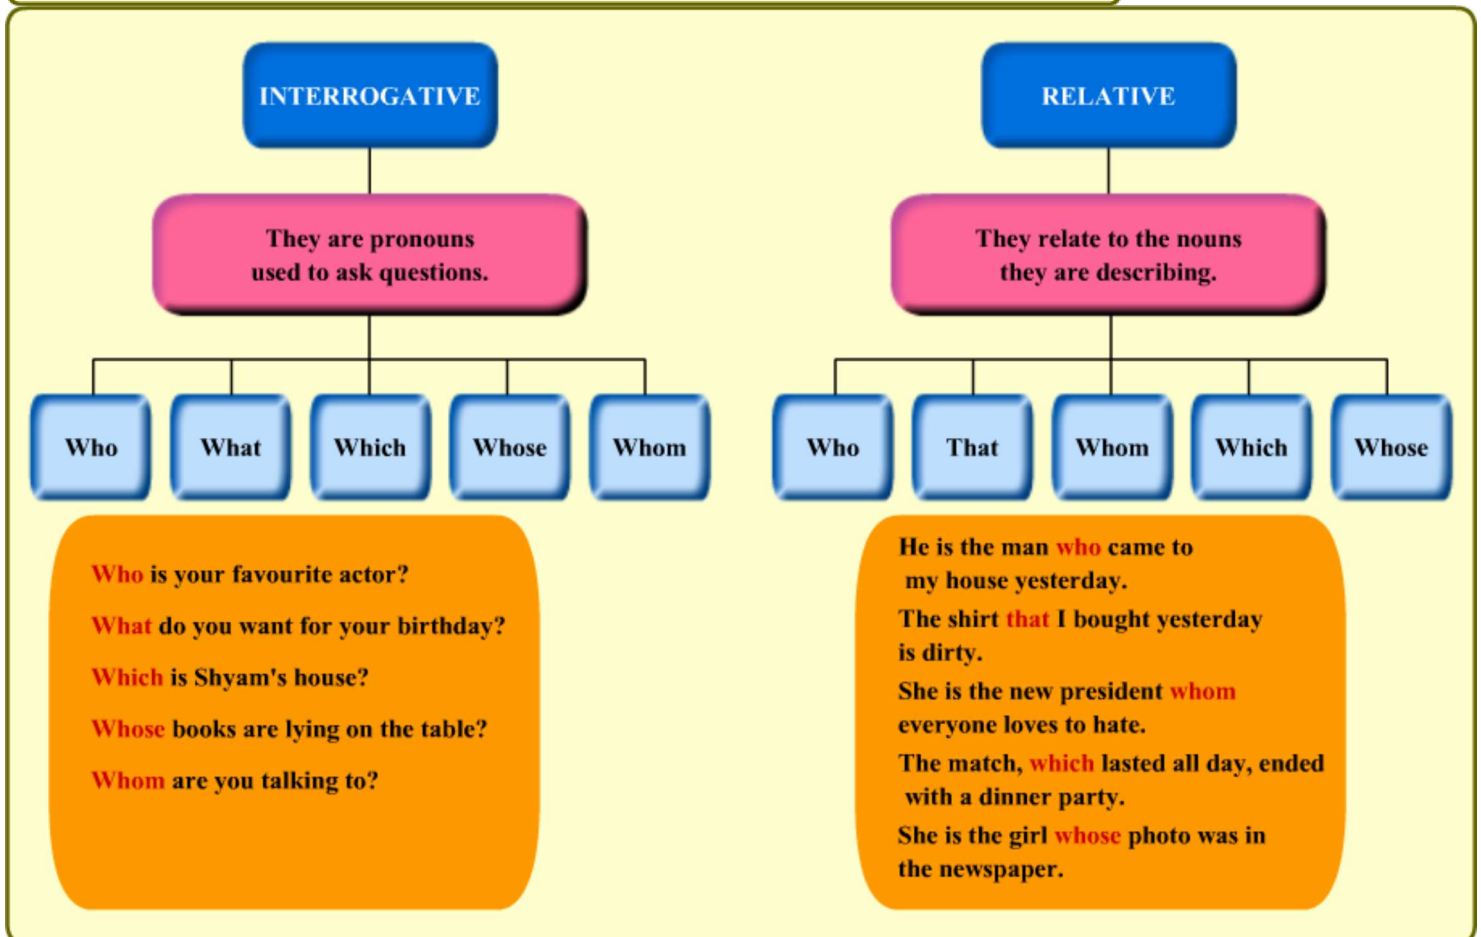 INTERROGATIVE
They are pronouns
used to ask questions.
Who
What
Which
Whose
Whom
Who is your favourite actor?
What do you want for your birthday?
Which is Shyam's house?
Whose books are lying on the table?
Whom are you talking to?
RELATIVE
They relate to the nouns
they are describing.
Who
That
Whom
Which
Whose
He is the man who came to
my house yesterday.
The shirt that I bought yesterday
is dirty.
She is the new president whom
everyone loves to hate.
The match, which lasted all day, ended
with a dinner party.
She is the girl whose photo was in
the newspaper.